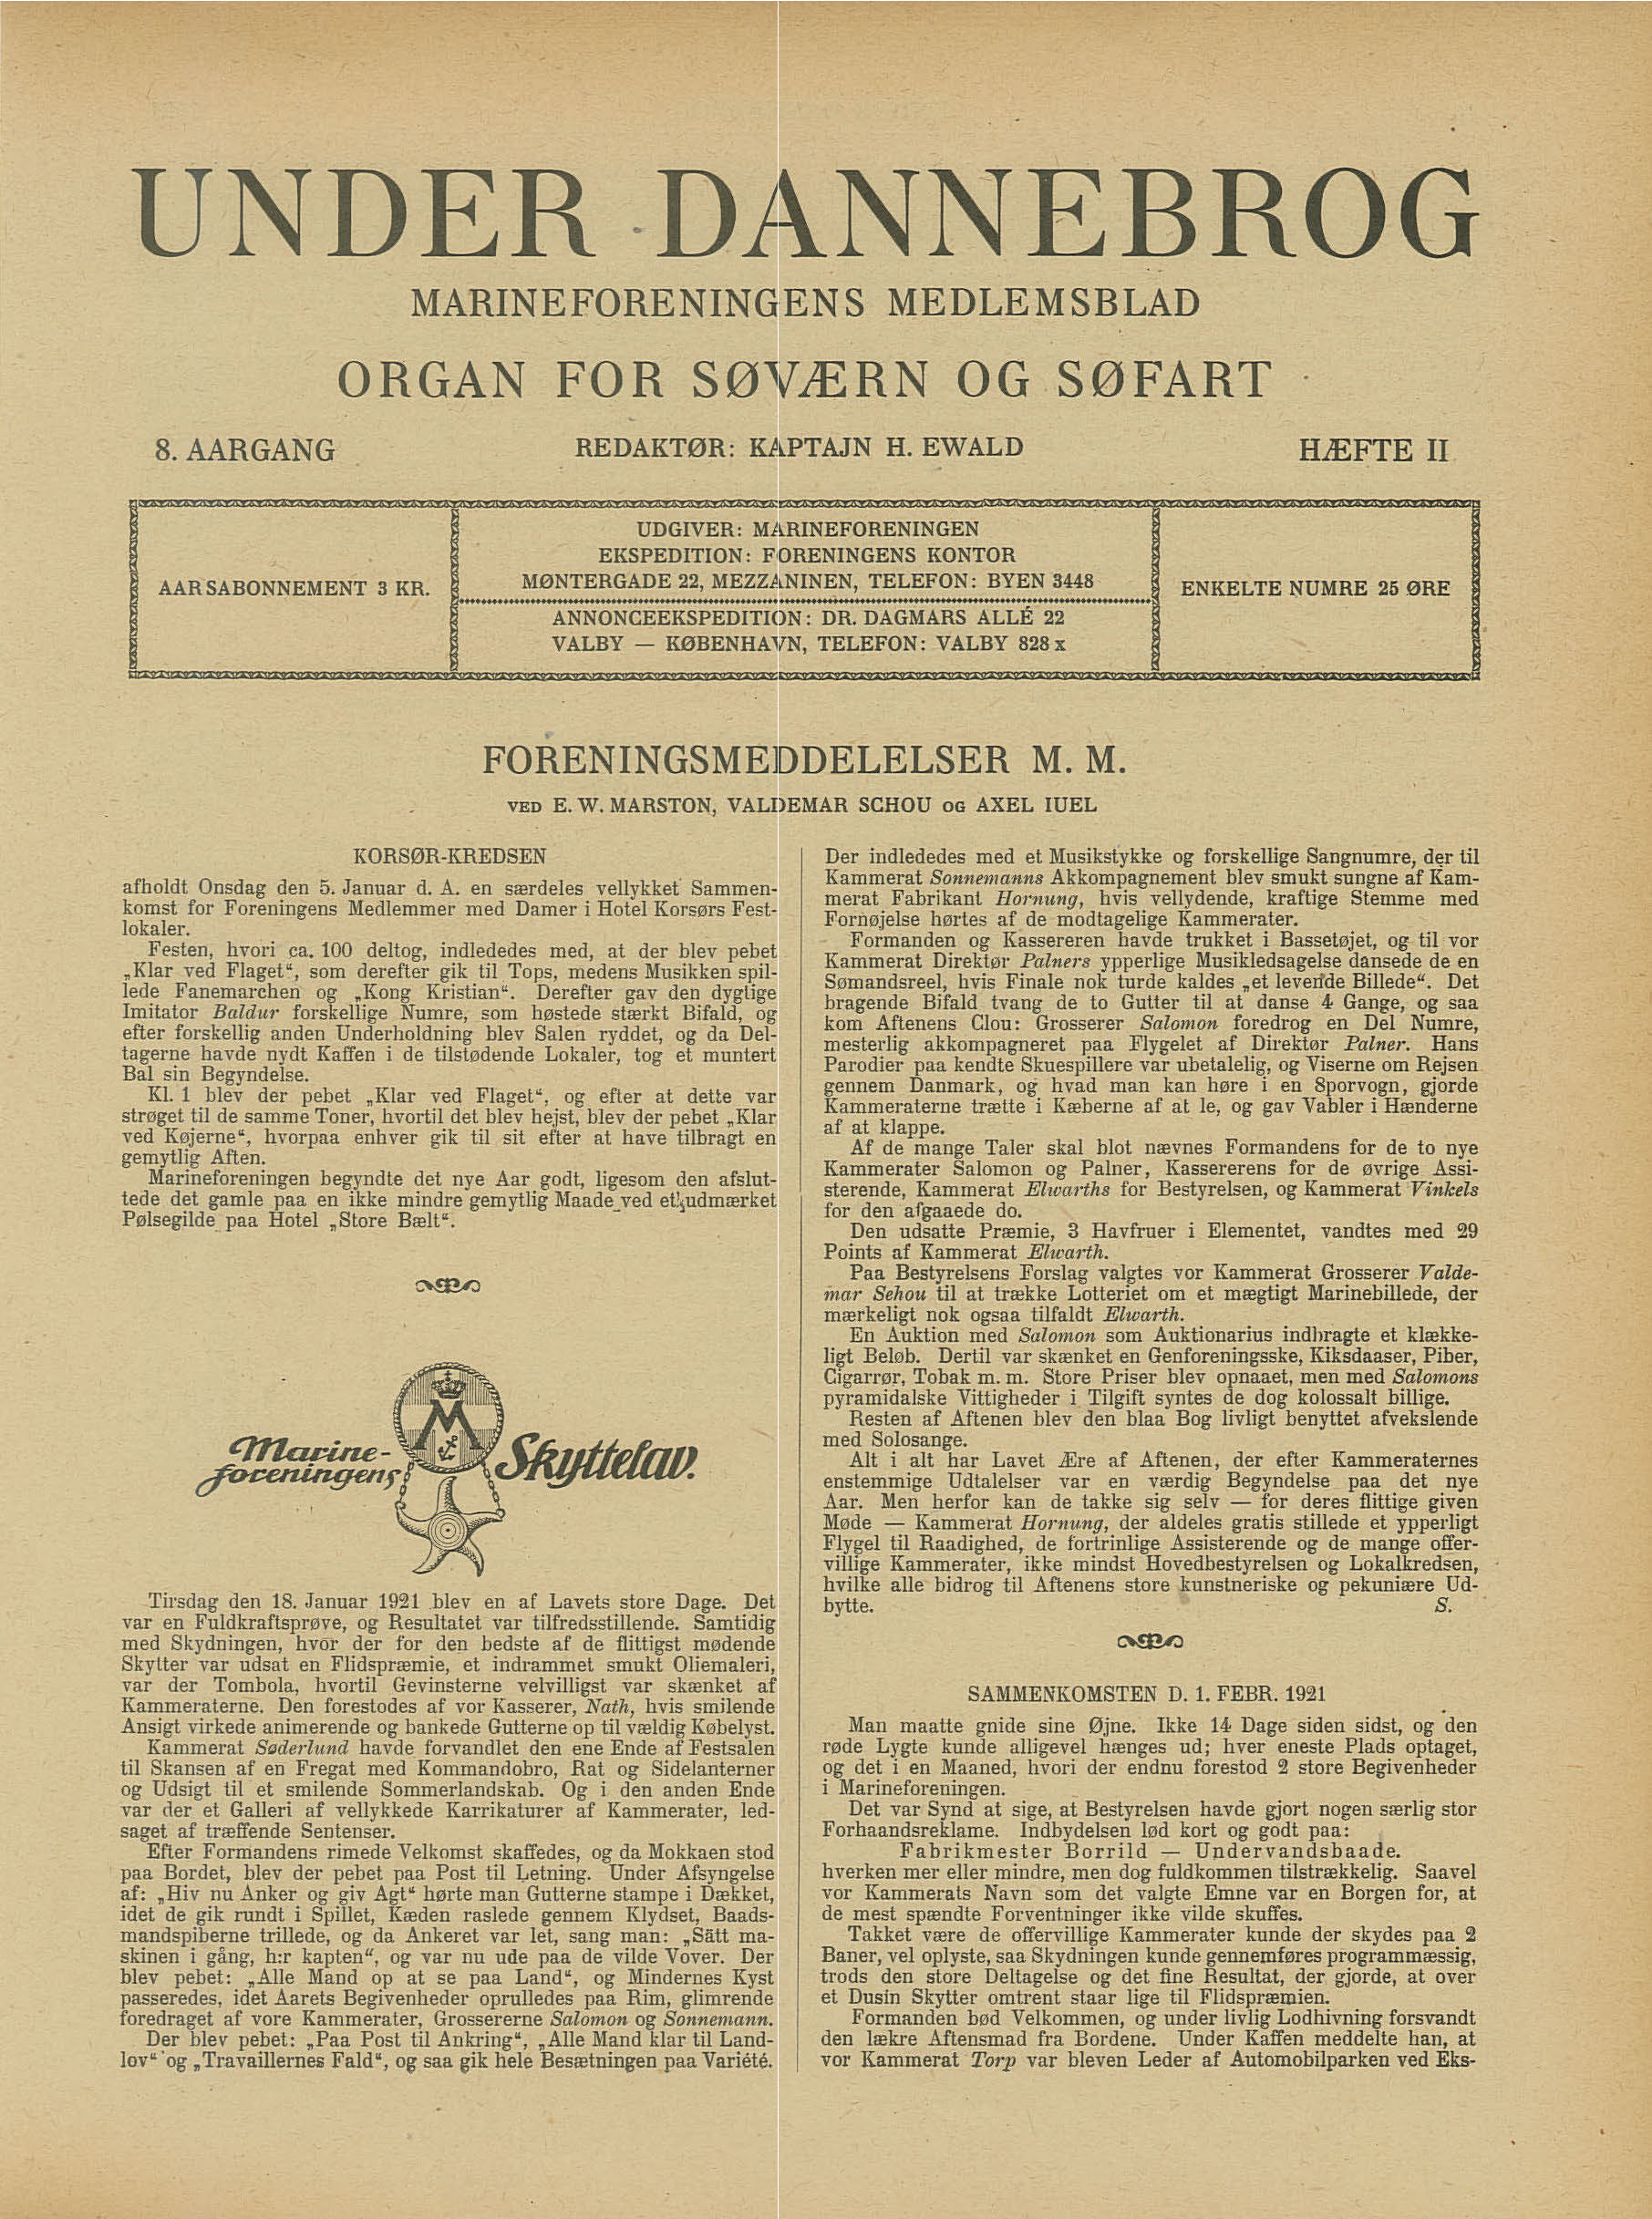 UNDER DANNEBROG
MARINEFORENINGENS MEDLEMSBLAD
ORGAN FOR SØVÆRN OG SØFART
8. AARGANG
REDAKTØR: KAPTAJN H. EWALD
HÆFTE II
AARSABONNEMENT 3 KR.
UDGIVER: MARINEFORENINGEN
EKSPEDITION: FORENINGENS KONTOR
MØNTERGADE 22, MEZZANINEN, TELEFON: BYEN 3448
ANNONCEEKSPEDITION: DR. DAGMARS ALLÉ 22
VALBY — KØBENHAVN, TELEFON: VALBY 828 x
ENKELTE NUMRE 25 ØRE
FORENINGSMEDDELELSER M. M.
VED E. W. MARSTON, VALDEMAR SCHOU OG AXEL IUEL
KORSØR-KREDSEN
afholdt Onsdag den 5. Januar d. A. en særdeles vellykket Sammen-
komst for Foreningens Medlemmer med Damer i Hotel Korsørs Fest-
lokaler.
Festen, hvori ca. 100 deltog, indlededes med, at der blev pebet
„Klar ved Flaget“, som derefter gik til Tops, medens Musikken spil-
lede Fanemarchen og „Kong Kristian“. Derefter gav den dygtige
Imitator Baldur forskellige Numre, som høstede stærkt Bifald, og
efter forskellig anden Underholdning blev Salen ryddet, og da Del-
tagerne havde nydt Kaffen i de tilstødende Lokaler, tog et muntert
Bal sin Begyndelse.
Kl. 1 blev der pebet „Klar ved Flaget“, og efter at dette var
strøget til de samme Toner, hvortil det blev hejst, blev der pebet „Klar
ved Køjerne“, hvorpaa enhver gik til sit efter at have tilbragt en
gemytlig Aften.
Marineforeningen begyndte det nye Aar godt, ligesom den afslut-
tede det gamle paa en ikke mindre gemytlig Maade ved et udmærket
Pølsegilde paa Hotel „Store Bælt“.
Marine-
foreningens
M
Skyttelav.
Tirsdag den 18. Januar 1921 blev en af Lavets store Dage. Det
var en Fuldkraftsprøve, og Resultatet var tilfredsstillende. Samtidig
med Skydningen, hvor der for den bedste af de flittigst mødende
Skytter var udsat en Flidspræmie, et indrammet smukt Oliemaleri,
var der Tombola, hvortil Gevinsterne velvilligst var skænket af
Kammeraterne. Den forestodes af vor Kasserer, Nath, hvis smilende
Ansigt virkede animerende og bankede Gutterne op til vældig Købelyst.
Kammerat Søderlund havde forvandlet den ene Ende af Festsalen
til Skansen af en Fregat med Kommandobro, Rat og Sidelanterner
og Udsigt til et smilende Sommerlandskab. Og i den anden Ende
var der et Galleri af vellykkede Karrikaturer af Kammerater, led-
saget af træffende Sentenser.
Efter Formandens rimede Velkomst skaffedes, og da Mokkaen stod
paa Bordet, blev der pebet paa Post til Letning. Under Afsyngelse
af: „Hiv nu Anker og giv Agt“ hørte man Gutterne stampe i Dækket,
idet de gik rundt i Spillet, Kæden raslede gennem Klydset, Baads-
mandspiberne trillede, og da Ankeret var let, sang man: „Sätt ma-
skinen i gång, h:r kapten“, og var nu ude paa de vilde Vover. Der
blev pebet: „Alle Mand op at se paa Land“, og Mindernes Kyst
passeredes, idet Aarets Begivenheder oprulledes paa Rim, glimrende
foredraget af vore Kammerater, Grossererne Salomon og Sonnemann.
Der blev pebet: „Paa Post til Ankring“, „Alle Mand klar til Land-
lov“ og „Travaillernes Fald“, og saa gik hele Besætningen paa Variété.
Der indlededes med et Musikstykke og forskellige Sangnumre, der til
Kammerat Sonnemanns Akkompagnement blev smukt sungne af Kam-
merat Fabrikant Hornung, hvis vellydende, kraftige Stemme med
Fornøjelse hørtes af de modtagelige Kammerater.
Formanden og Kassereren havde trukket i Bassetøjet, og til vor
Kammerat Direktør Palners ypperlige Musikledsagelse dansede de en
Sømandsreel, hvis Finale nok turde kaldes „et levende Billede“. Det
bragende Bifald tvang de to Gutter til at danse 4 Gange, og saa
kom Aftenens Clou: Grosserer Salomon foredrog en Del Numre,
mesterlig akkompagneret paa Flygelet af Direktør Palner. Hans
Parodier paa kendte Skuespillere var ubetalelig, og Viserne om Rejsen
gennem Danmark, og hvad man kan høre i en Sporvogn, gjorde
Kammeraterne trætte i Kæberne af at le, og gav Vabler i Hænderne
af at klappe.
Af de mange Taler skal blot nævnes Formandens for de to nye
Kammerater Salomon og Palner, Kassererens for de øvrige Assi-
sterende, Kammerat Elwarths for Bestyrelsen, og Kammerat Vinkels
for den afgaaede do.
Den udsatte Præmie, 3 Havfruer i Elementet, vandtes med 29
Points af Kammerat Elwarth.
Paa Bestyrelsens Forslag valgtes vor Kammerat Grosserer Valde-
mar Sehou til at trække Lotteriet om et mægtigt Marinebillede, der
mærkeligt nok ogsaa tilfaldt Elwarth.
En Auktion med Salomon som Auktionarius indbragte et klække-
ligt Beløb. Dertil var skænket en Genforeningsske, Kiksdaaser, Piber,
Cigarrør, Tobak m. m. Store Priser blev opnaaet, men med Salomons
pyramidalske Vittigheder i Tilgift syntes de dog kolossalt billige.
Resten af Aftenen blev den blaa Bog livligt benyttet afvekslende
med Solosange.
Alt i alt har Lavet Ære af Aftenen, der efter Kammeraternes
enstemmige Udtalelser var en værdig Begyndelse paa det nye
Aar. Men herfor kan de takke sig selv — for deres flittige given
Møde — Kammerat Hornung, der aldeles gratis stillede et ypperligt
Flygel til Raadighed, de fortrinlige Assisterende og de mange offer-
villige Kammerater, ikke mindst Hovedbestyrelsen og Lokalkredsen,
hvilke alle bidrog til Aftenens store kunstneriske og pekuniære Ud-
bytte. S.
SAMMENKOMSTEN D. 1. FEBR. 1921
Man maatte gnide sine Øjne. Ikke 14 Dage siden sidst, og den
røde Lygte kunde alligevel hænges ud; hver eneste Plads optaget,
og det i en Maaned, hvori der endnu forestod 2 store Begivenheder
i Marineforeningen.
Det var Synd at sige, at Bestyrelsen havde gjort nogen særlig stor
Forhaandsreklame. Indbydelsen lød kort og godt paa:
Fabrikmester Borrild — Undervandsbaade.
hverken mer eller mindre, men dog fuldkommen tilstrækkelig. Saavel
vor Kammerats Navn som det valgte Emne var en Borgen for, at
de mest spændte Forventninger ikke vilde skuffes.
Takket være de offervillige Kammerater kunde der skydes paa 2
Baner, vel oplyste, saa Skydningen kunde gennemføres programmæssig,
trods den store Deltagelse og det fine Resultat, der gjorde, at over
et Dusin Skytter omtrent staar lige til Flidspræmien.
Formanden bød Velkommen, og under livlig Lodhivning forsvandt
den lækre Aftensmad fra Bordene. Under Kaffen meddelte han, at
vor Kammerat Torp var bleven Leder af Automobilparken ved Eks-